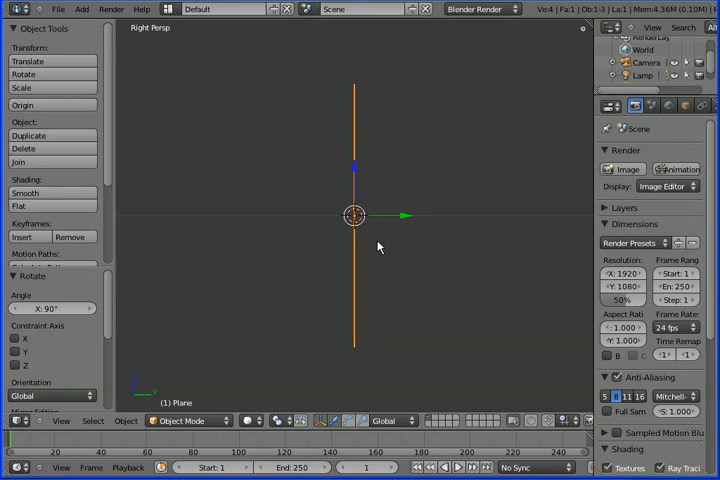 File Add Render Help Default Scene Blender Render Ve:4 | Fa:1 | Ob:1-3 | La:1 | Mem:4.36M (0.10M) |
Object Tools
Transform:
Translate
Rotate
Scale
Origin
Object:
Duplicate
Delete
Join
Shading:
Smooth
Flat
Keyframes:
Insert Remove
Motion Paths:
Rotate
Angle
X: 90°
Constraint Axis
X
Y
Z
Orientation
Global
Right Persp
(1) Plane
View Select Object Object Mode Global
20 40 60 80 100 120 140 160 180 200 220 240
View Frame Playback Start: 1 End: 250 1 No Sync
View Search
World
Camera
Lamp
Scene
Render
Image Animation
Display: Image Editor
Layers
Dimensions
Render Presets
Resolution: Frame Rang
X: 1920 Start: 1
Y: 1080 En: 250
50% Step: 1
Aspect Rati Frame Rate:
: 1.000 24 fps
Y: 1.000 Time Remap
B C 1 1
Anti-Aliasing
5 8 11 16 Mitchell-
Full Sam S: 1.000
Sampled Motion Blu
Shading
Textures Ray Traci